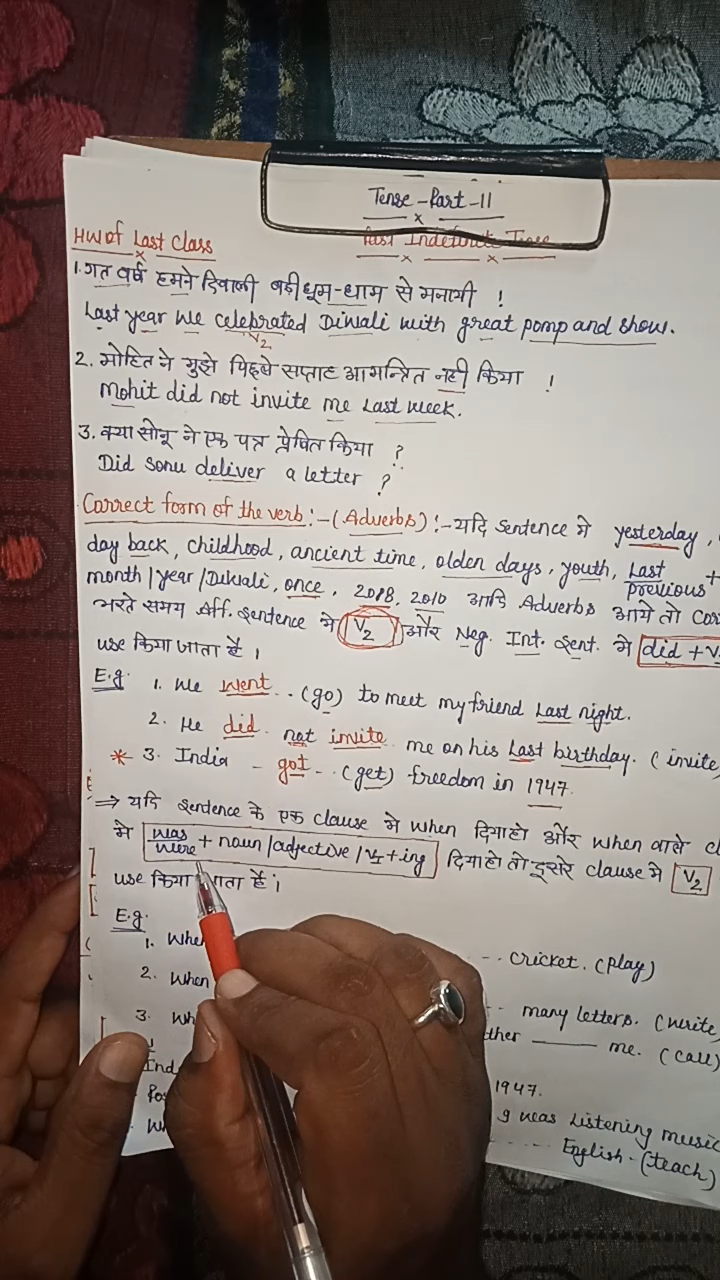 Tense-Part-11
HW of Last Class
Past Indefinite Tense
1. गत वर्ष हमने दिवाली बड़ी धूम-धाम से मनायी !
Last year we celebrated Diwali with great pomp and show.
V2
2. मोहित ने मुझे पिछले सप्ताह आमन्त्रित नही किया !
Mohit did not invite me Last week.
3. क्या सोनू ने एक पत्र प्रेषित किया ?
Did Sonu deliver a letter ?
Correct form of the verb:-(Adverbs):- यदि sentence मे yesterday,
day back, childhood, ancient time, olden days, youth, Last Previous +
month/year/Diwali, once, 2018, 2010 आदि Adverbs आये तो
भरते समय Aff. sentence मे V2 और Neg. Int. Sent. मे did +
use किया जाता है।
E.g. 1. We went (go) to meet my friend Last night.
2. He did not invite me on his Last birthday. (invite
* 3. India got (get) freedom in 1947.
⇒ यदि sentence के एक clause मे when दिया हो और when वाले
मे was/were + noun/adjective/V1+ing दिया हो तो दूसरे clause मे V2
use किया जाता है।
E.g.
1. cricket. (Play)
2. When many letters. (write,
3. me. (call)
1947.
was Listening music
English-(teach)